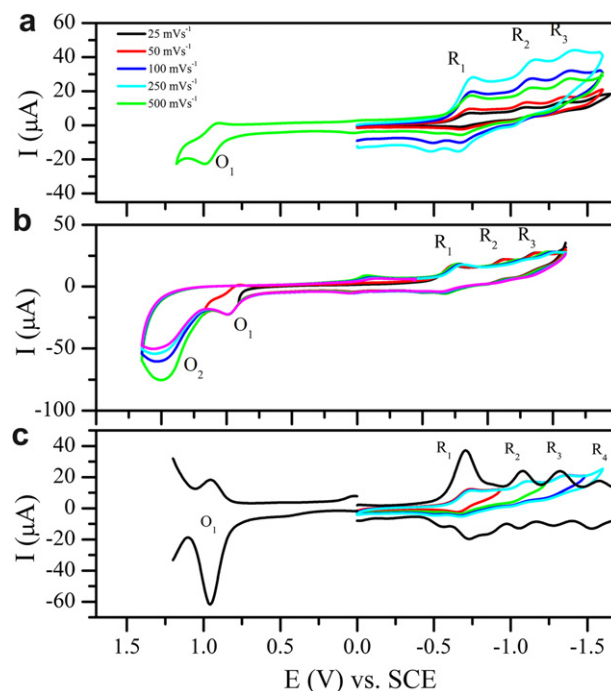 a
25 mVs⁻¹
50 mVs⁻¹
100 mVs⁻¹
250 mVs⁻¹
500 mVs⁻¹
R₁
R₂
R₃
O₁
60
40
20
0
-20
-40
I (μA)
b
R₁
R₂
R₃
O₁
O₂
50
0
-50
-100
I (μA)
c
R₁
R₂
R₃
R₄
O₁
40
20
0
-20
-40
-60
I (μA)
1.5 1.0 0.5 0.0 -0.5 -1.0 -1.5
E (V) vs. SCE